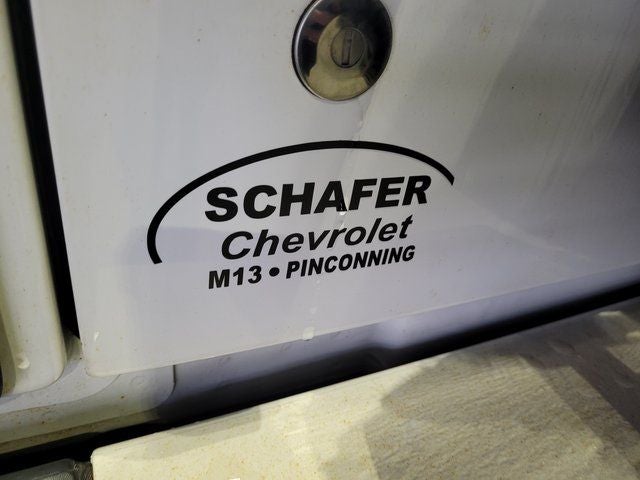 SCHAFER
Chevrolet
M13 • PINCONNING